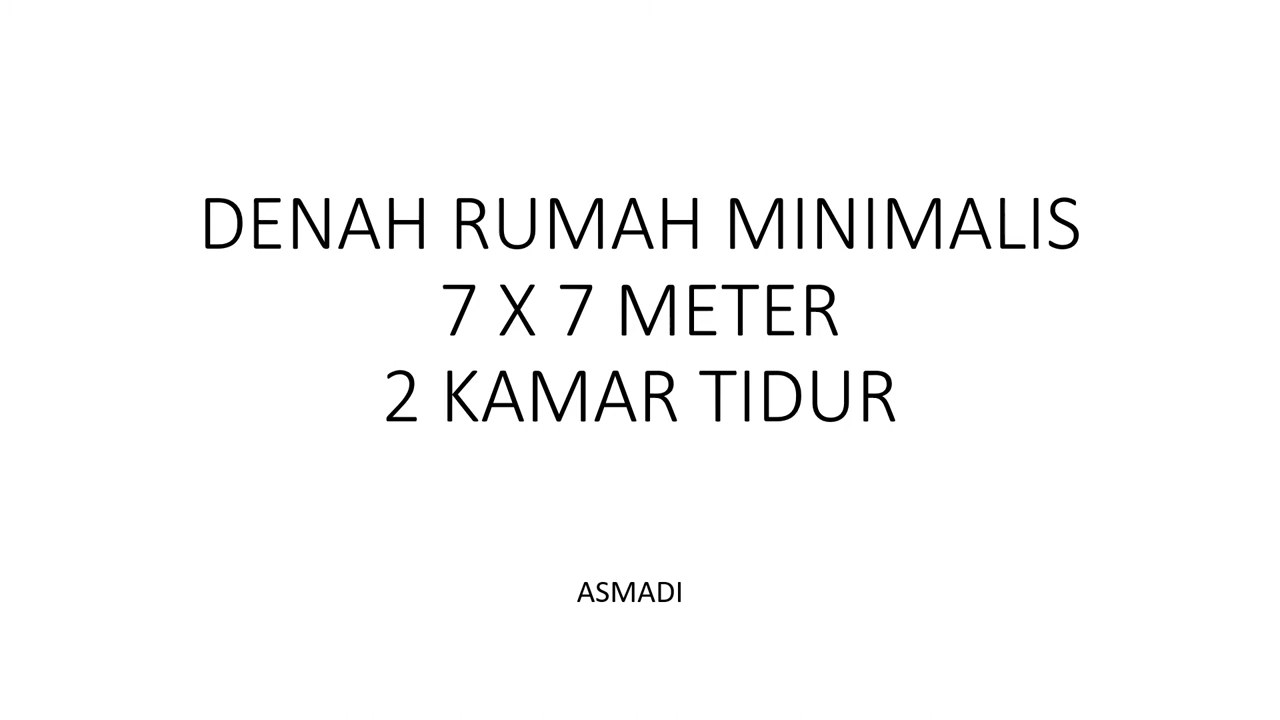 DENAH RUMAH MINIMALIS
7 X 7 METER
2 KAMAR TIDUR
ASMADI